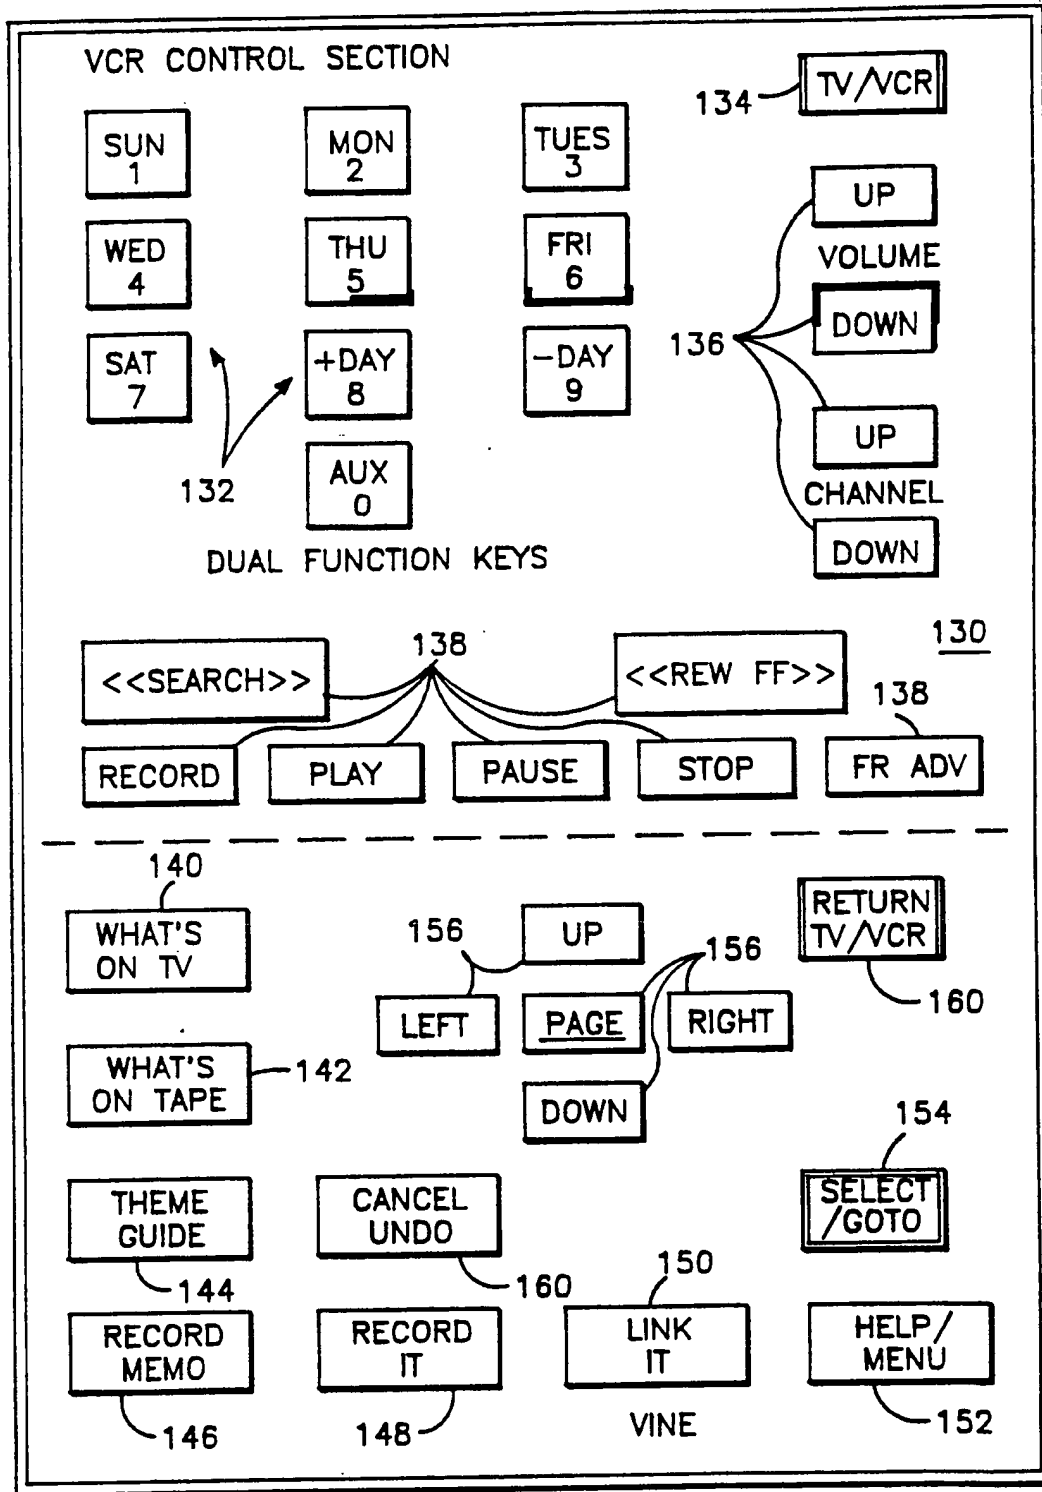 VCR CONTROL SECTION
134
TV/VCR
SUN
1
MON
2
TUES
3
UP
VOLUME
WED
4
THU
5
FRI
6
136
DOWN
SAT
7
+DAY
8
-DAY
9
UP
132
AUX
0
CHANNEL
DOWN
DUAL FUNCTION KEYS
130
138
<<SEARCH>>
<<REW FF>>
138
RECORD
PLAY
PAUSE
STOP
FR ADV
140
WHAT'S
ON TV
156
UP
156
RETURN
TV/VCR
160
LEFT
PAGE
RIGHT
WHAT'S
ON TAPE
142
DOWN
154
THEME
GUIDE
144
CANCEL
UNDO
160
SELECT
/GOTO
150
RECORD
MEMO
146
RECORD
IT
148
LINK
IT
VINE
HELP/
MENU
152